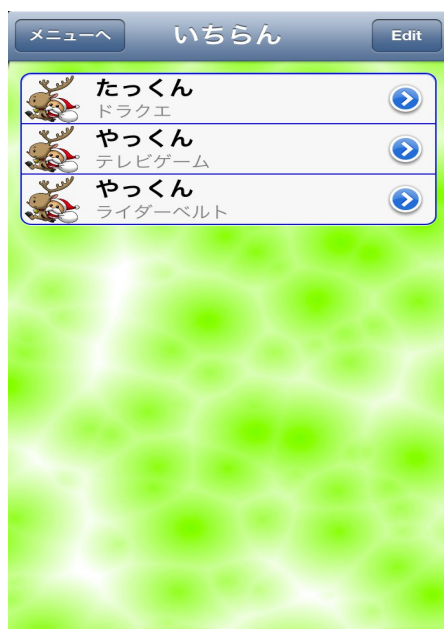 メニューへ
いちらん
Edit
たっくん
ドラクエ
やっくん
テレビゲーム
やっくん
ライダーベルト